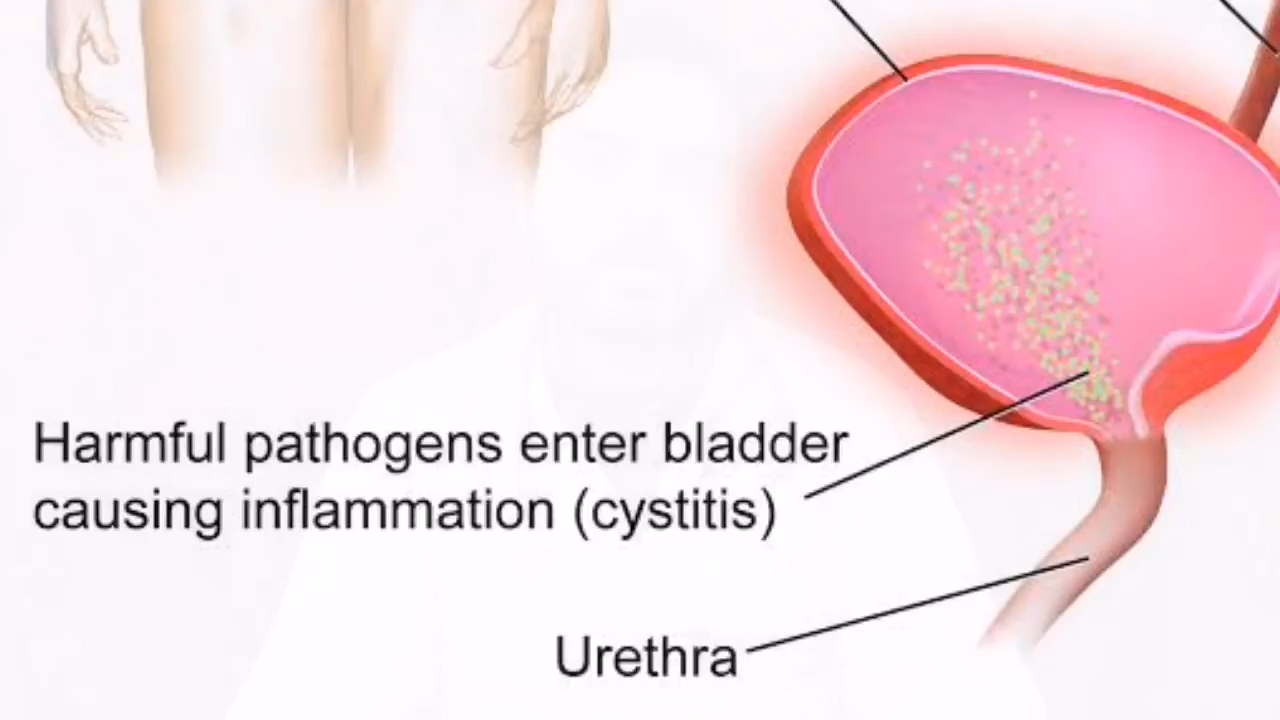 Harmful pathogens enter bladder
causing inflammation (cystitis)
Urethra